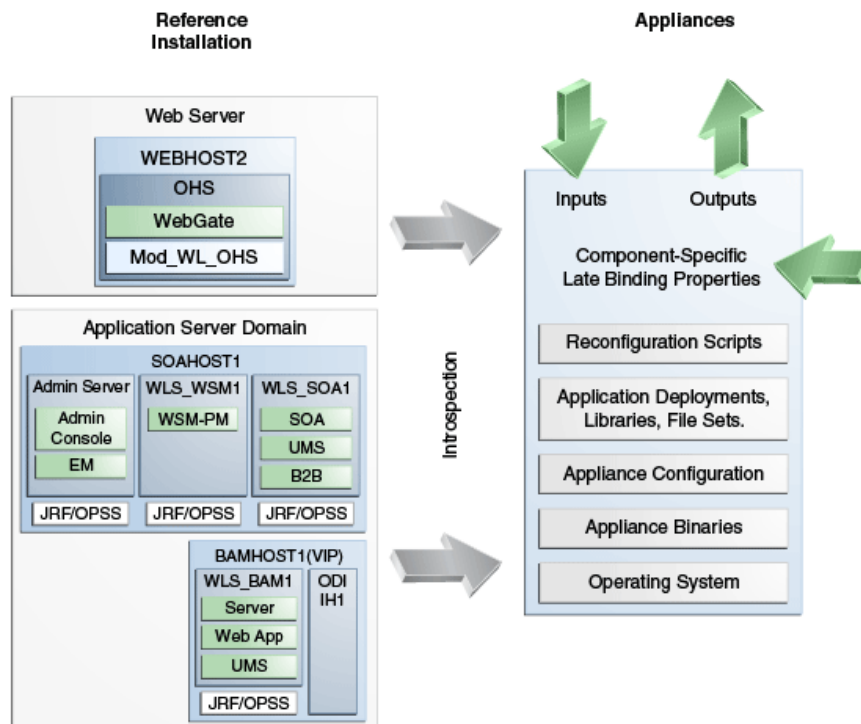 Reference
Installation
Appliances
Web Server
WEBHOST2
OHS
WebGate
Mod_WL_OHS
Application Server Domain
SOAHOST1
Admin Server
Admin
Console
EM
JRF/OPSS
WLS_WSM1
WSM-PM
JRF/OPSS
WLS_SOA1
SOA
UMS
B2B
JRF/OPSS
BAMHOST1(VIP)
WLS_BAM1
Server
Web App
UMS
JRF/OPSS
ODI
IH1
Introspection
Inputs
Outputs
Component-Specific
Late Binding Properties
Reconfiguration Scripts
Application Deployments,
Libraries, File Sets.
Appliance Configuration
Appliance Binaries
Operating System